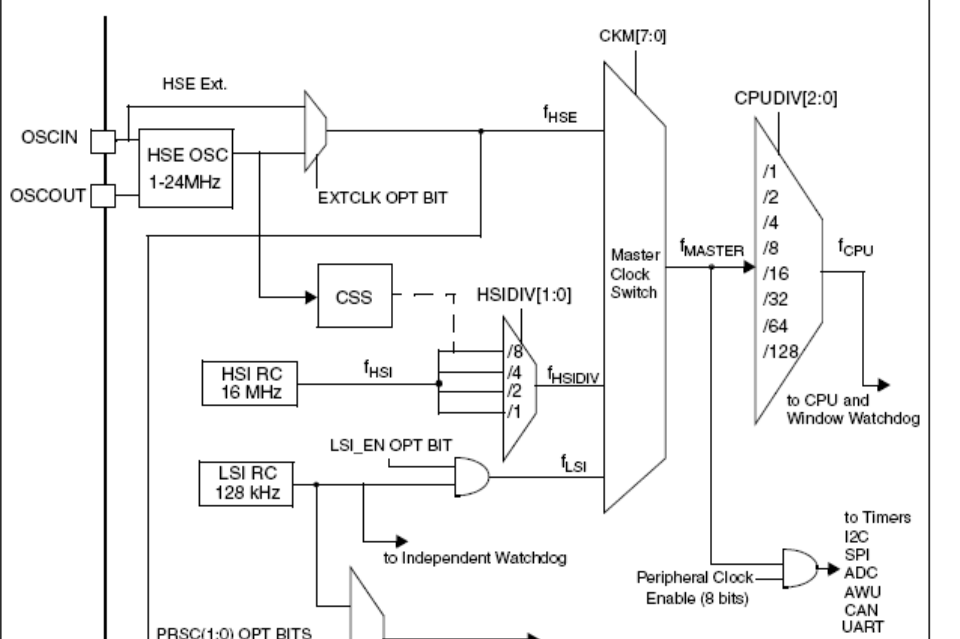 CKM[7:0]
HSE Ext.
CPUDIV[2:0]
fHSE
OSCIN
HSE OSC
1-24MHz
OSCOUT
EXTCLK OPT BIT
/1
/2
/4
/8
/16
/32
/64
/128
Master
Clock
Switch
fMASTER
fCPU
CSS
HSIDIV[1:0]
/8
/4
/2
/1
HSI RC
16 MHz
fHSI
fHSIDIV
to CPU and
Window Watchdog
LSI_EN OPT BIT
LSI RC
128 kHz
fLSI
to Independent Watchdog
Peripheral Clock
Enable (8 bits)
to Timers
I2C
SPI
ADC
AWU
CAN
UART
PRSC(1:0) OPT BITS